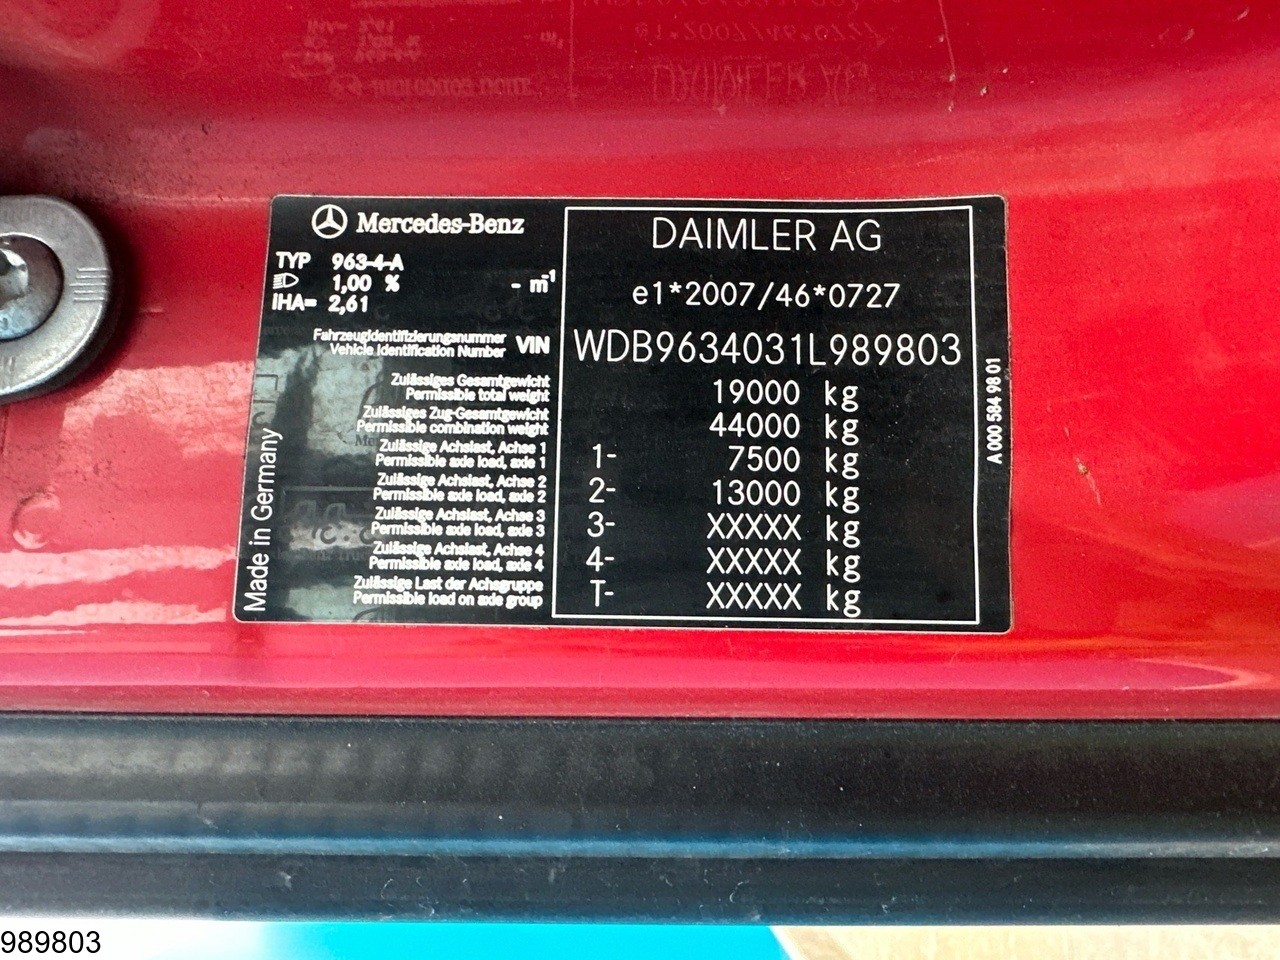 Mercedes-Benz
TYP 963-4-A
1,00 % - m-1
IHA= 2,61
DAIMLER AG
e1*2007/46*0727
Fahrzeugidentifizierungsnummer
Vehicle Identification Number VIN WDB9634031L989803
Zulässiges Gesamtgewicht
Permissible total weight 19000 kg
Zulässiges Zug-Gesamtgewicht
Permissible combination weight 44000 kg
Zulässige Achslast, Achse 1
Permissible axle load, axle 1 1- 7500 kg
Zulässige Achslast, Achse 2
Permissible axle load, axle 2 2- 13000 kg
Zulässige Achslast, Achse 3
Permissible axle load, axle 3 3- XXXXX kg
Zulässige Achslast, Achse 4
Permissible axle load, axle 4 4- XXXXX kg
Zulässige Last der Achsgruppe
Permissible load on axle group T- XXXXX kg
Made in Germany
A 000 584 98 01
989803